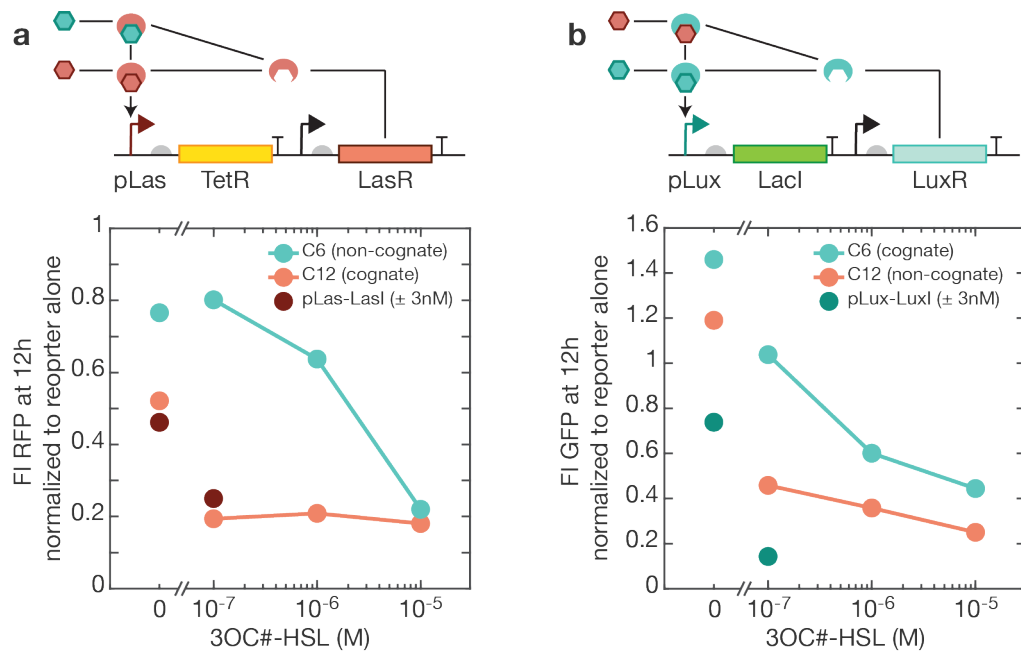 a
pLas
TetR
LasR
FI RFP at 12h
normalized to reoprter alone
1
0.8
0.6
0.4
0.2
0
C6 (non-cognate)
C12 (cognate)
pLas-LasI (± 3nM)
0
10-7
10-6
10-5
3OC#-HSL (M)
b
pLux
LacI
LuxR
FI GFP at 12h
normalized to reporter alone
1.6
1.4
1.2
1
0.8
0.6
0.4
0.2
0
C6 (cognate)
C12 (non-cognate)
pLux-LuxI (± 3nM)
0
10-7
10-6
10-5
3OC#-HSL (M)